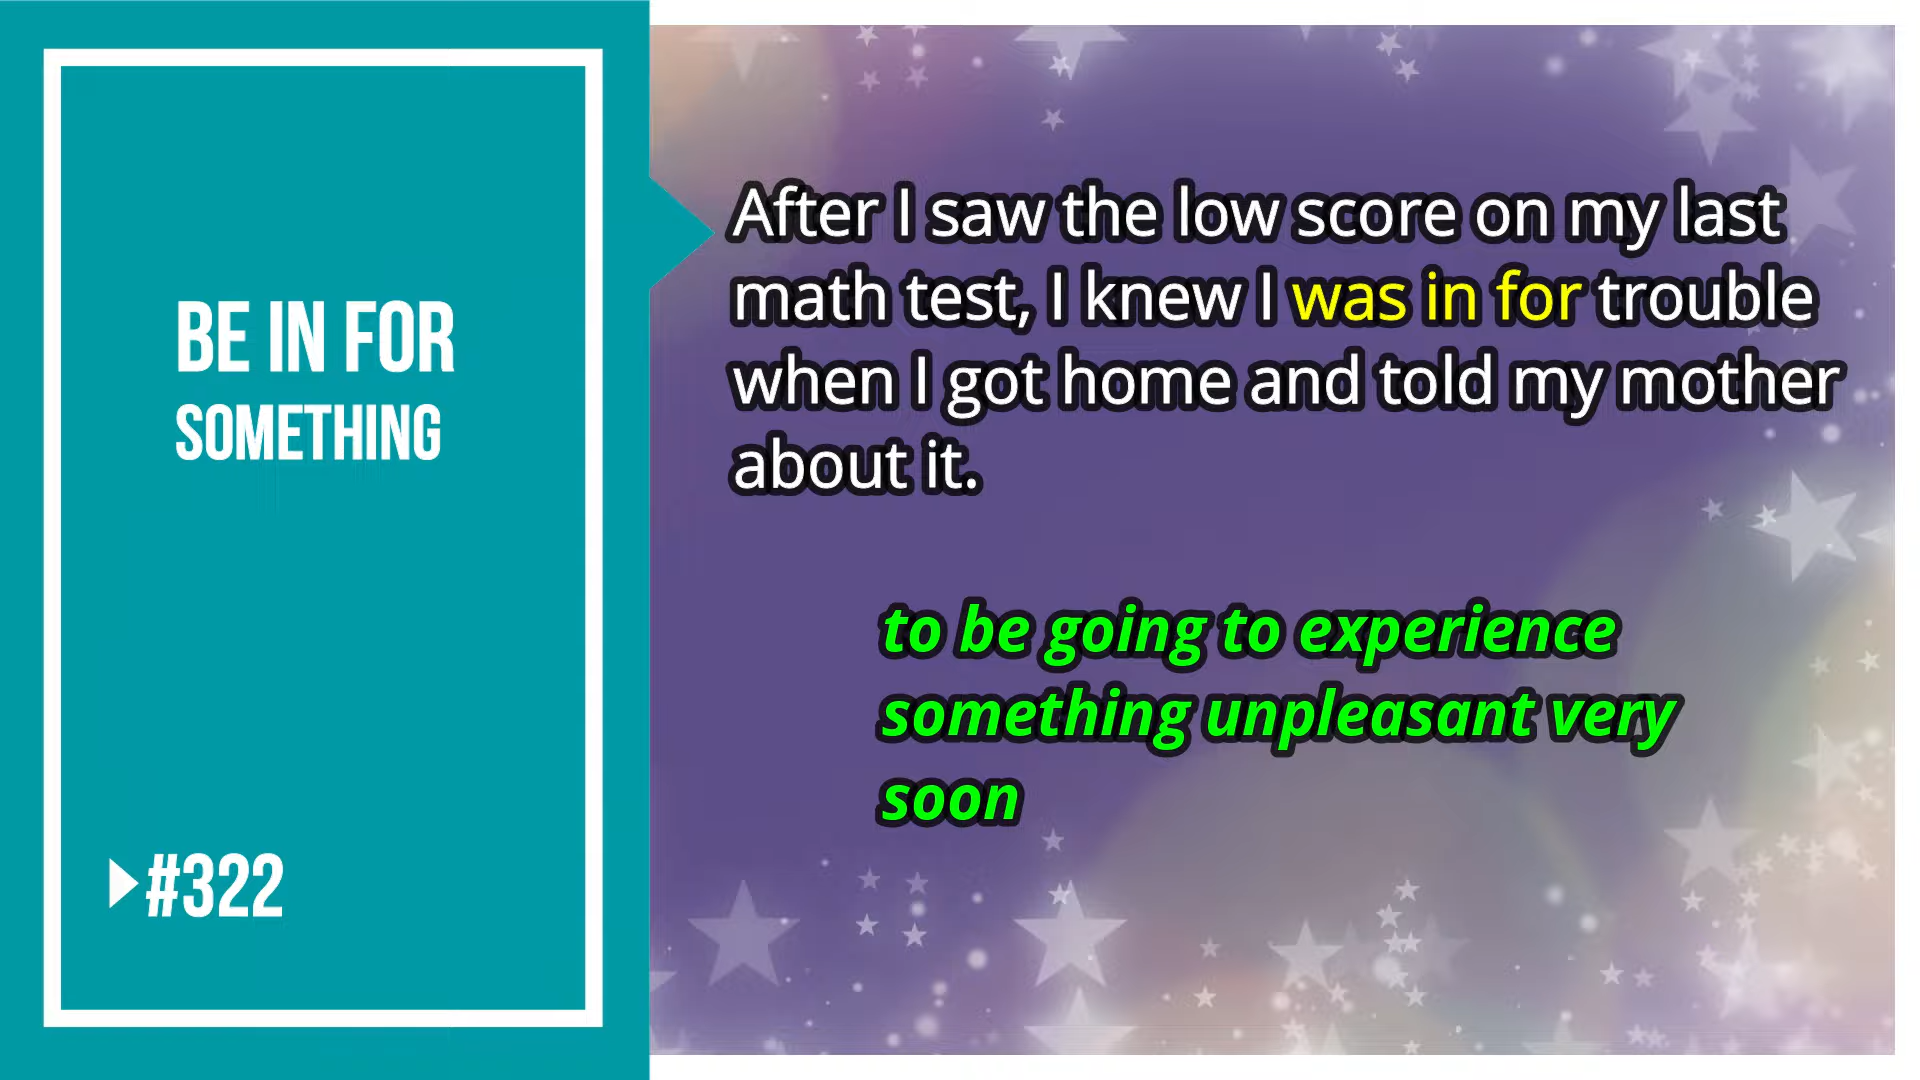 BE IN FOR
SOMETHING
#322
After I saw the low score on my last
math test, I knew I was in for trouble
when I got home and told my mother
about it.
to be going to experience
something unpleasant very
soon